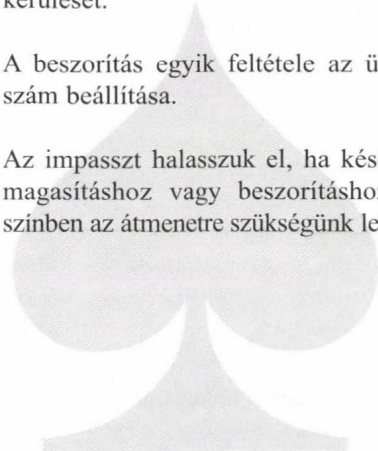 kerülését.
A beszorítás egyik feltétele az ü
szám beállítása.
Az impasszt halasszuk el, ha kés
magasításhoz vagy beszorításho
színben az átmenetre szükségünk le